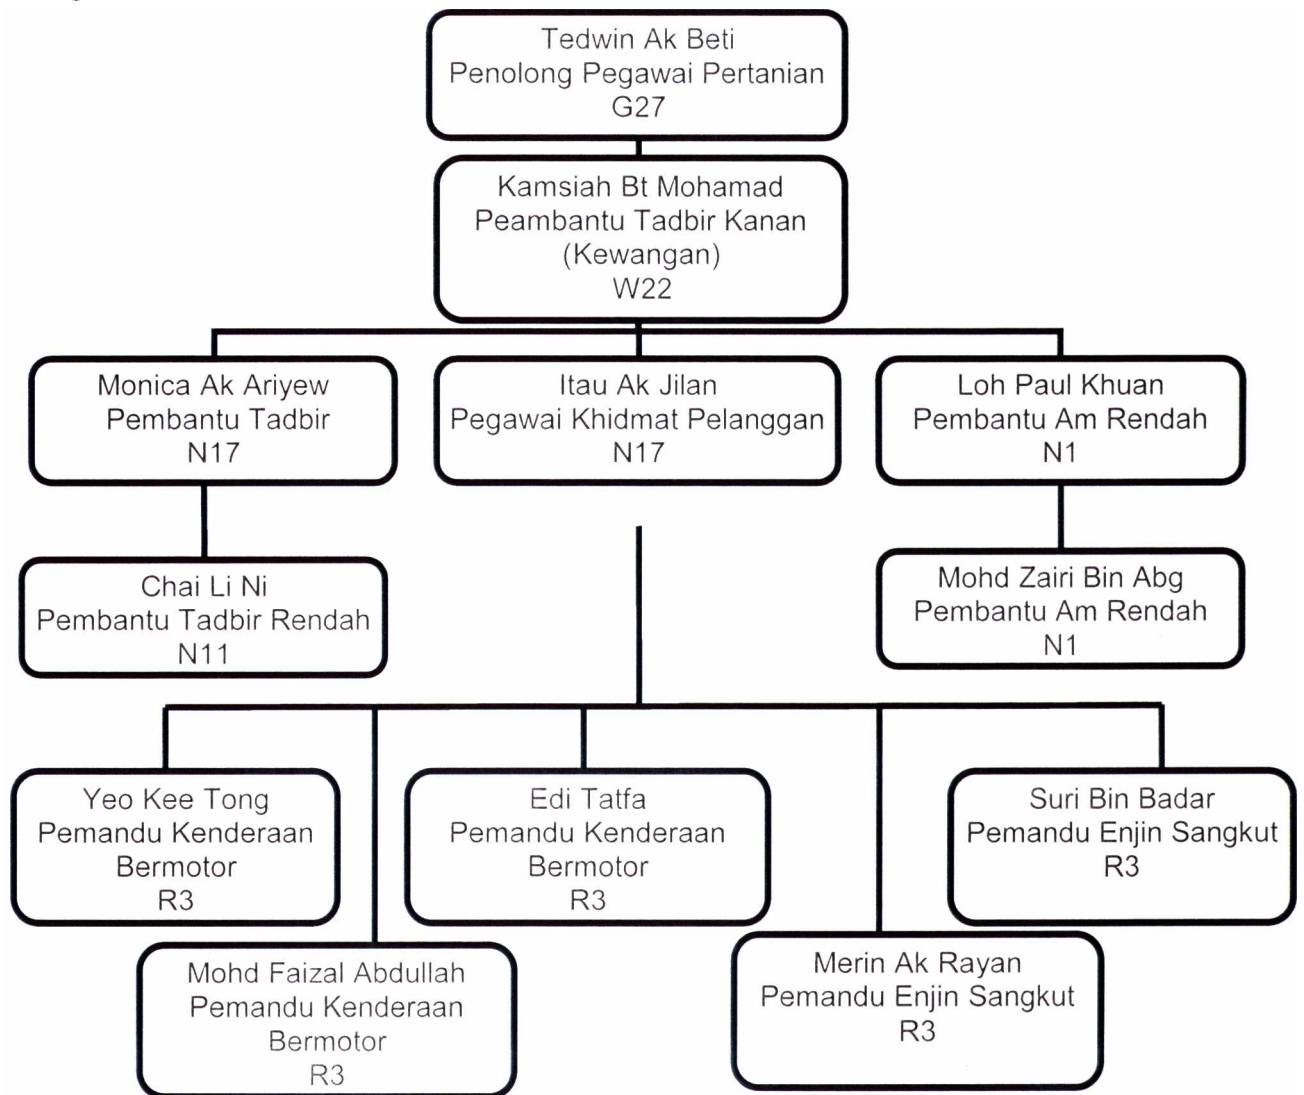 Tedwin Ak Beti
Penolong Pegawai Pertanian
G27
Kamsiah Bt Mohamad
Peambantu Tadbir Kanan
(Kewangan)
W22
Monica Ak Ariyew
Pembantu Tadbir
N17
Itau Ak Jilan
Pegawai Khidmat Pelanggan
N17
Loh Paul Khuan
Pembantu Am Rendah
N1
Chai Li Ni
Pembantu Tadbir Rendah
N11
Mohd Zairi Bin Abg
Pembantu Am Rendah
N1
Yeo Kee Tong
Pemandu Kenderaan
Bermotor
R3
Edi Tatfa
Pemandu Kenderaan
Bermotor
R3
Suri Bin Badar
Pemandu Enjin Sangkut
R3
Mohd Faizal Abdullah
Pemandu Kenderaan
Bermotor
R3
Merin Ak Rayan
Pemandu Enjin Sangkut
R3